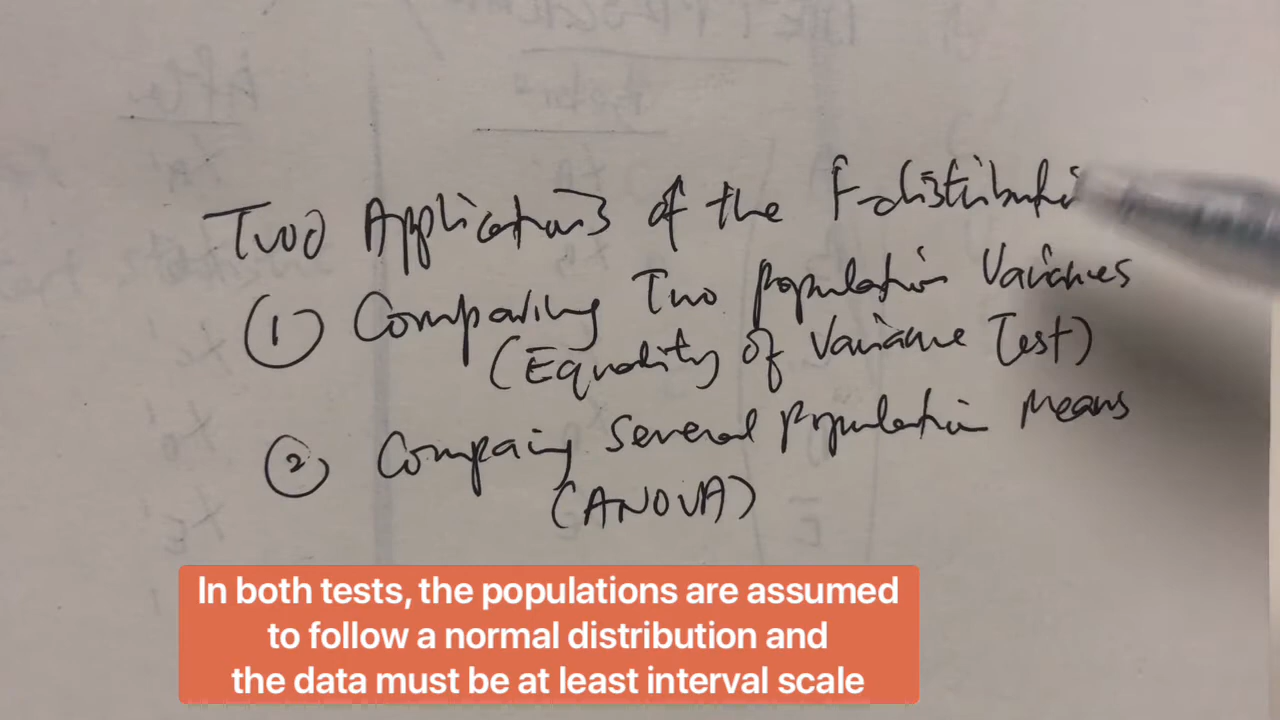 Two Applications of the F-distributi
(1) Comparing Two population Variances
(Equality of Variance Test)
(2) Comparing Several population Means
(ANOVA)
In both tests, the populations are assumed
to follow a normal distribution and
the data must be at least interval scale